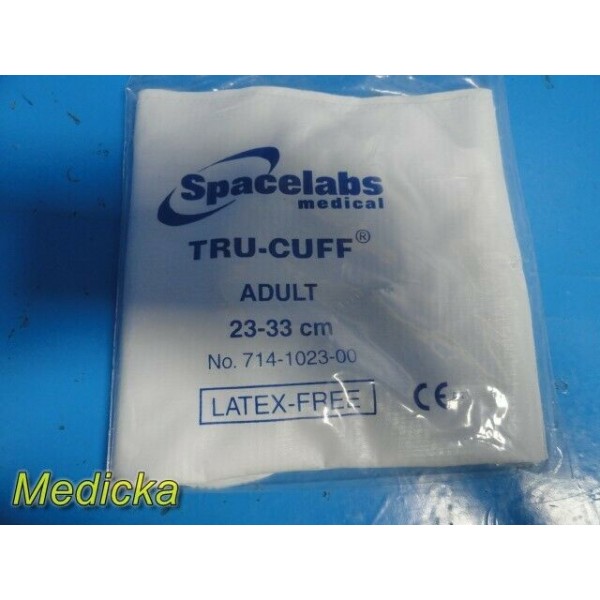 Spacelabs
medical
TRU-CUFF®
ADULT
23-33 cm
No. 714-1023-00
LATEX-FREE CE
Medicka